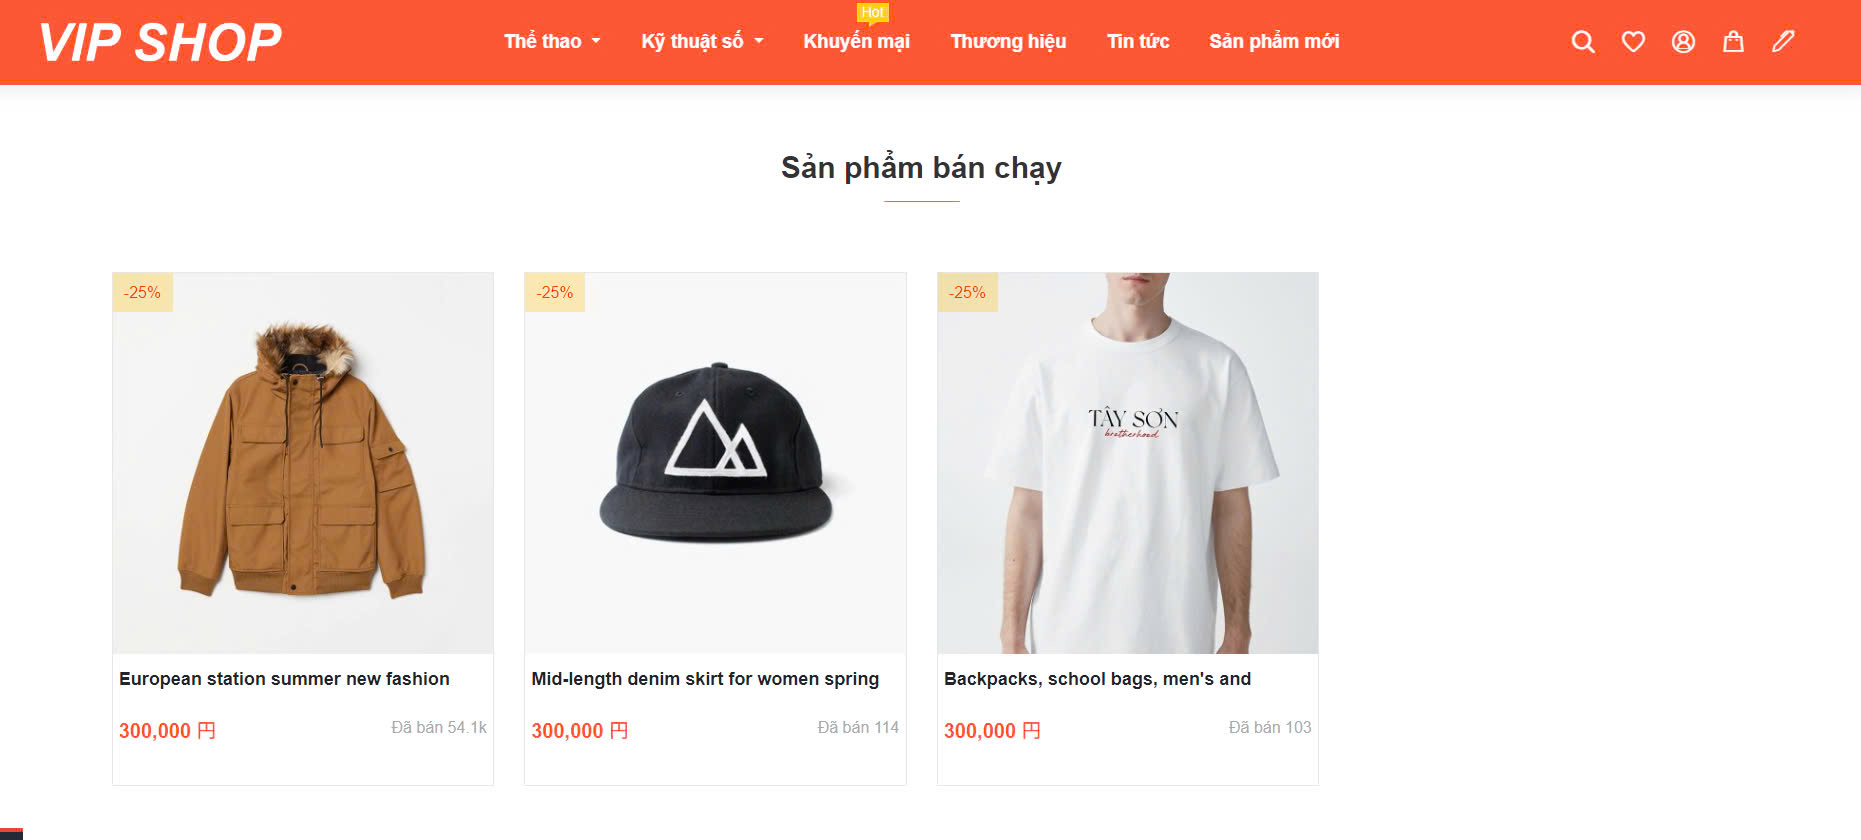 Hot
VIP SHOP
Thể thao Kỹ thuật số Khuyến mại Thương hiệu Tin tức Sản phẩm mới
Sản phẩm bán chạy
-25%
-25%
-25%
TÂY SƠN
brotherhood
European station summer new fashion
300,000 円 Đã bán 54.1k
Mid-length denim skirt for women spring
300,000 円 Đã bán 114
Backpacks, school bags, men's and
300,000 円 Đã bán 103